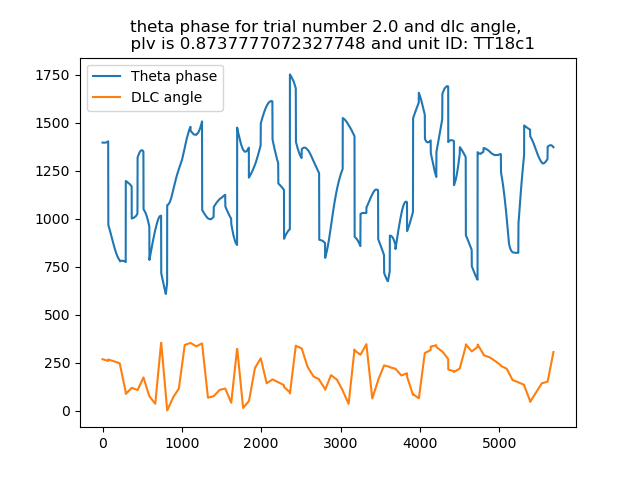 theta phase for trial number 2.0 and dlc angle,
plv is 0.8737777072327748 and unit ID: TT18c1
Theta phase
DLC angle
1750
1500
1250
1000
750
500
250
0
0 1000 2000 3000 4000 5000